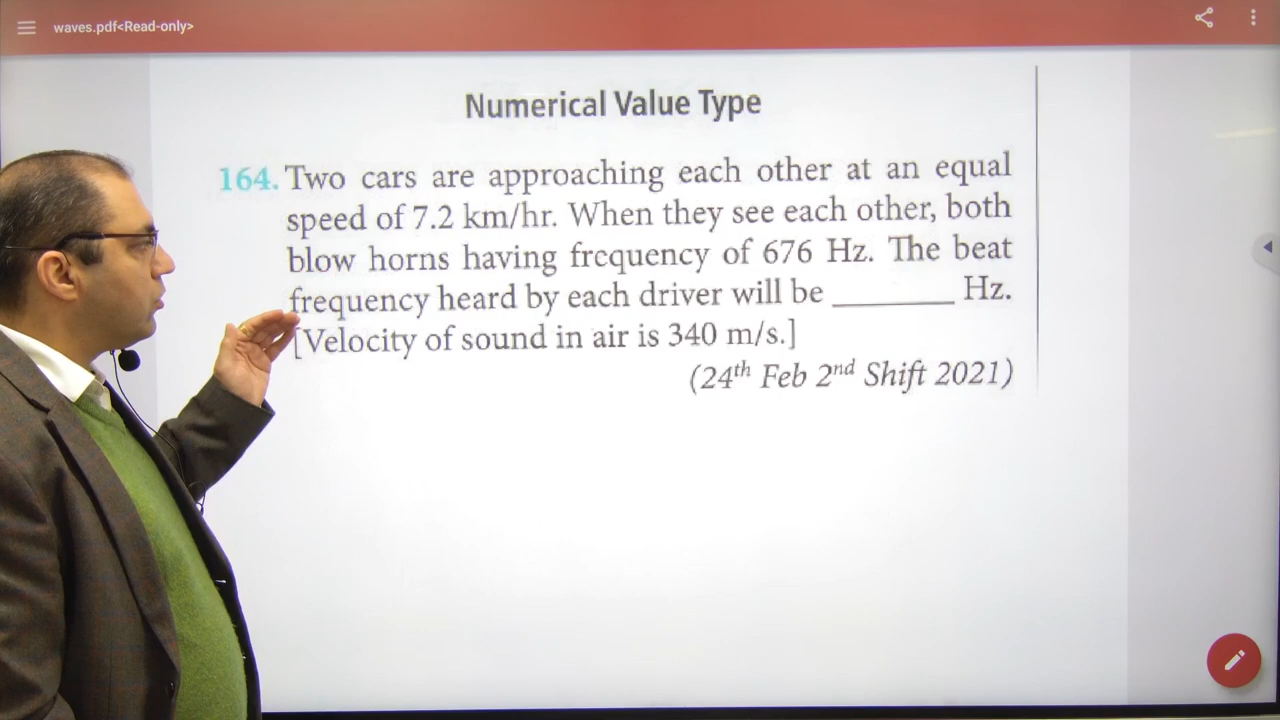 waves.pdf<Read-only>
Numerical Value Type
164. Two cars are approaching each other at an equal
speed of 7.2 km/hr. When they see each other, both
blow horns having frequency of 676 Hz. The beat
frequency heard by each driver will be ________ Hz.
[Velocity of sound in air is 340 m/s.]
(24th Feb 2nd Shift 2021)